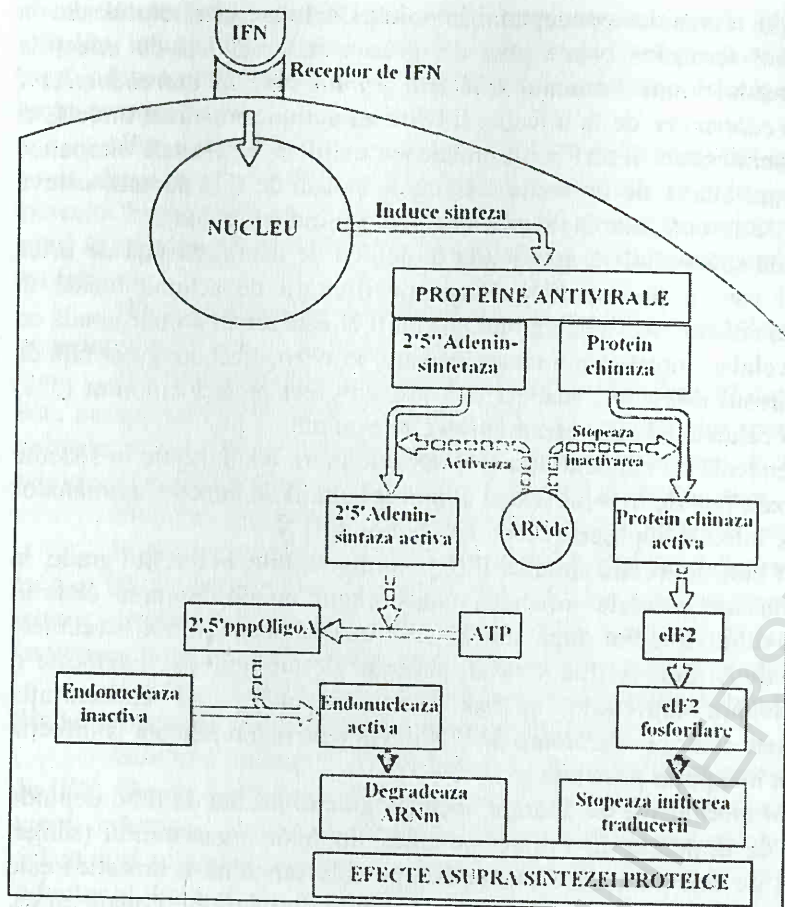 IFN
Receptor de IFN
NUCLEU
Induce sinteza
PROTEINE ANTIVIRALE
2'5"Adenin-
sintetaza
Protein
chinaza
Activeaza
Stopeaza
inactivarea
2'5'Adenin-
sintaza activa
ARNdc
Protein chinaza
activa
2',5'pppOligoA
ATP
eIF2
Endonucleaza
inactiva
Endonucleaza
activa
eIF2
fosforilare
Degradeaza
ARNm
Stopeaza initierea
traducerii
EFECTE ASUPRA SINTEZEI PROTEICE
UNIVERS